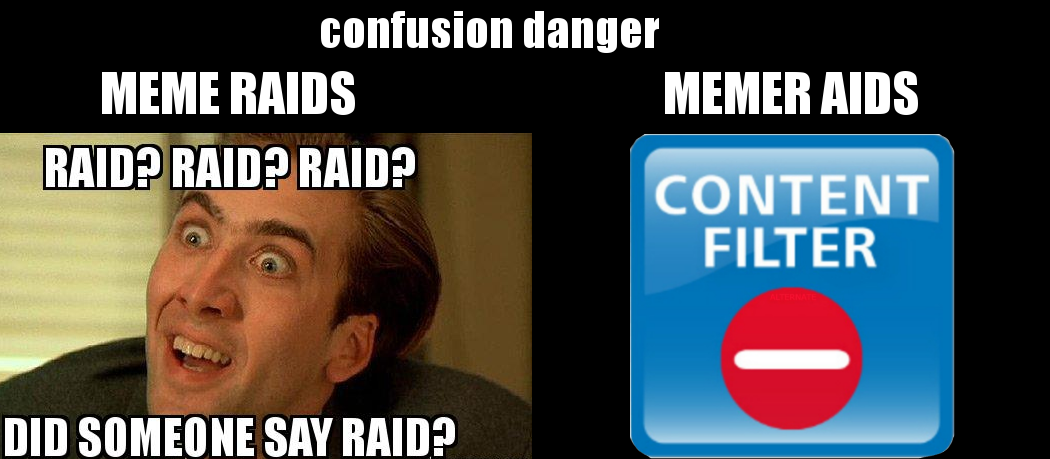 confusion danger
MEME RAIDS
MEMER AIDS
RAID? RAID? RAID?
DID SOMEONE SAY RAID?
CONTENT
FILTER